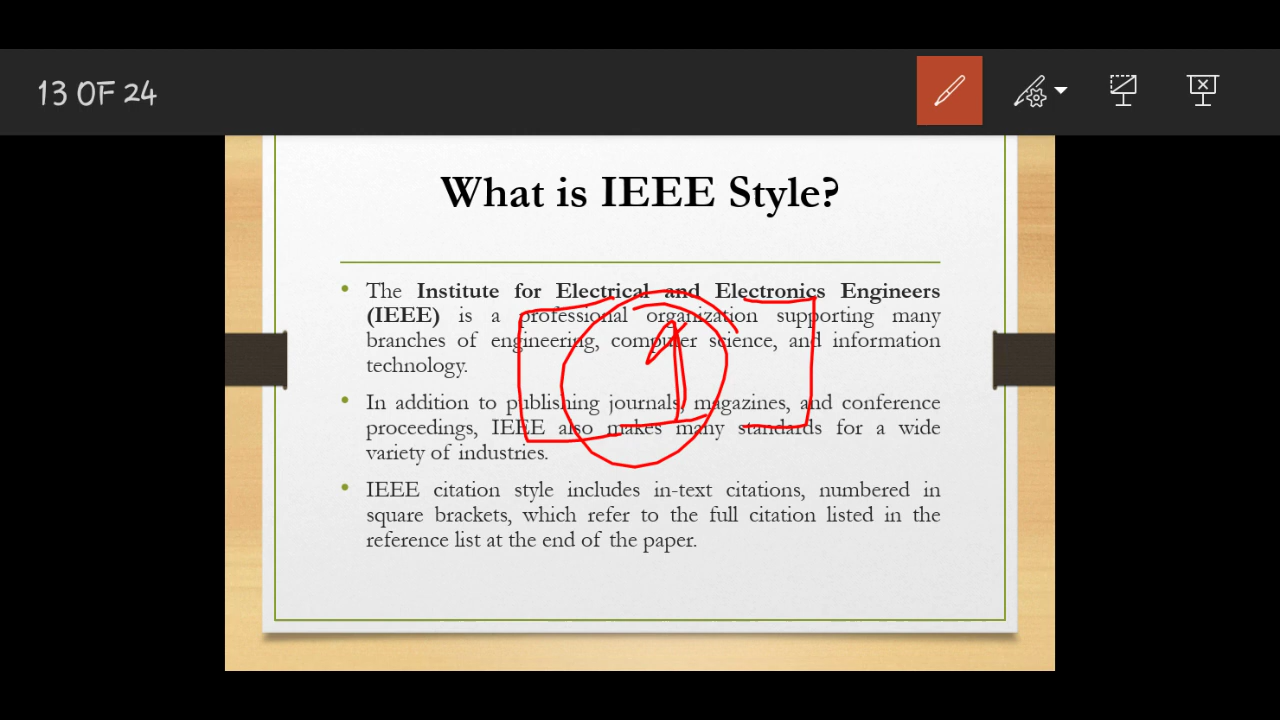 13 OF 24
What is IEEE Style?
• The Institute for Electrical and Electronics Engineers
(IEEE) is a professional organization supporting many
branches of engineering, computer science, and information
technology.
• In addition to publishing journals, magazines, and conference
proceedings, IEEE also makes many standards for a wide
variety of industries.
• IEEE citation style includes in-text citations, numbered in
square brackets, which refer to the full citation listed in the
reference list at the end of the paper.
[1]